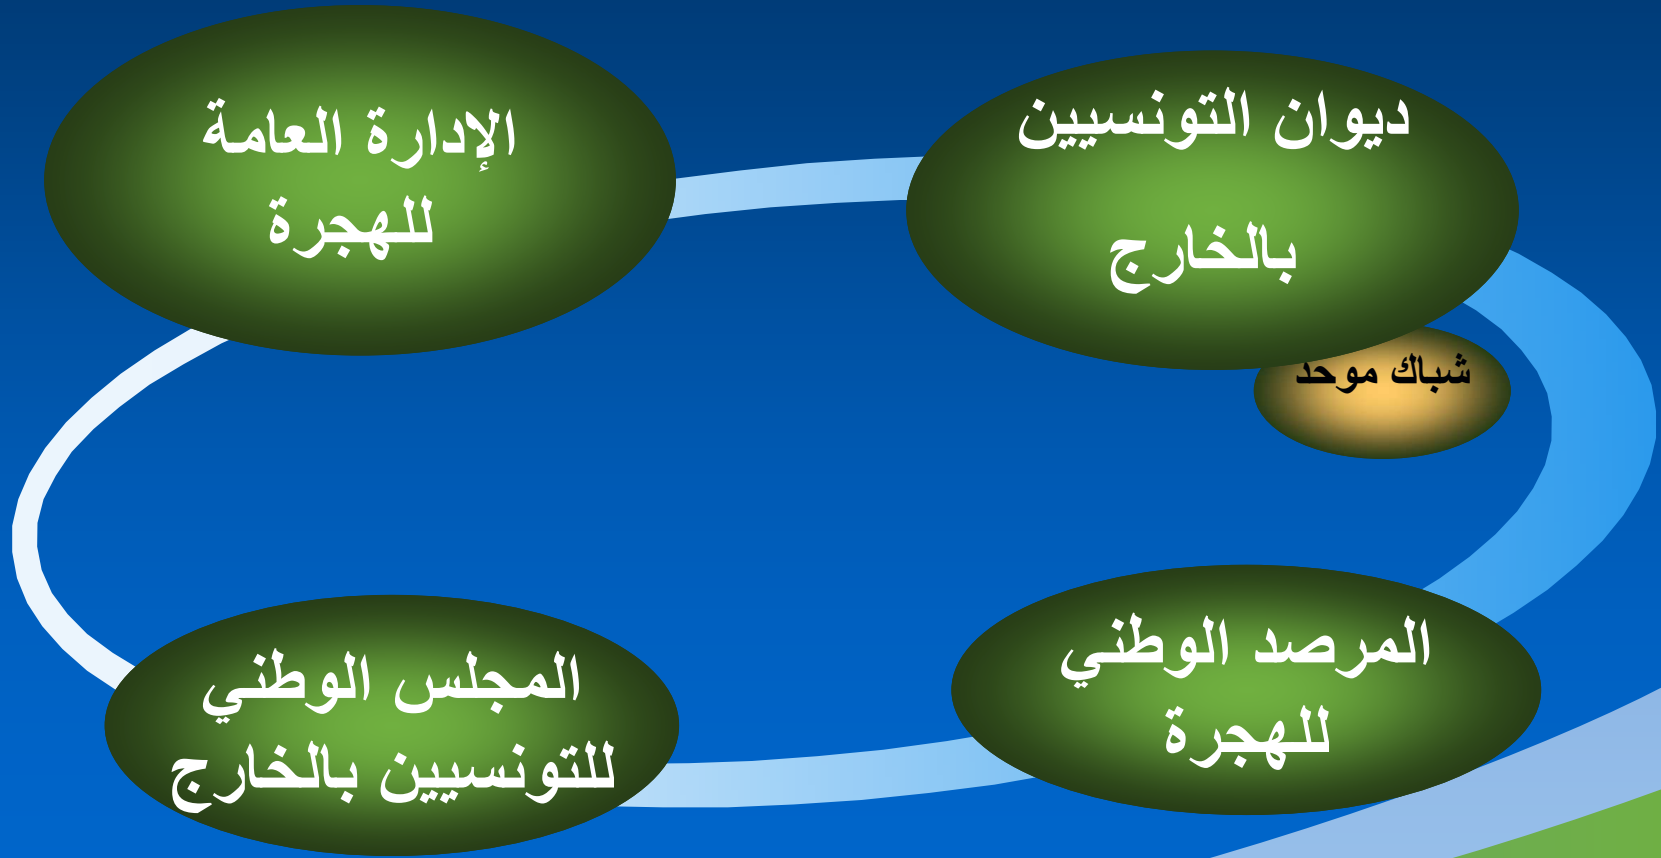 ديوان التونسيين
بالخارج
شباك موحد
الإدارة العامة
للهجرة
المرصد الوطني
للهجرة
المجلس الوطني
للتونسيين بالخارج